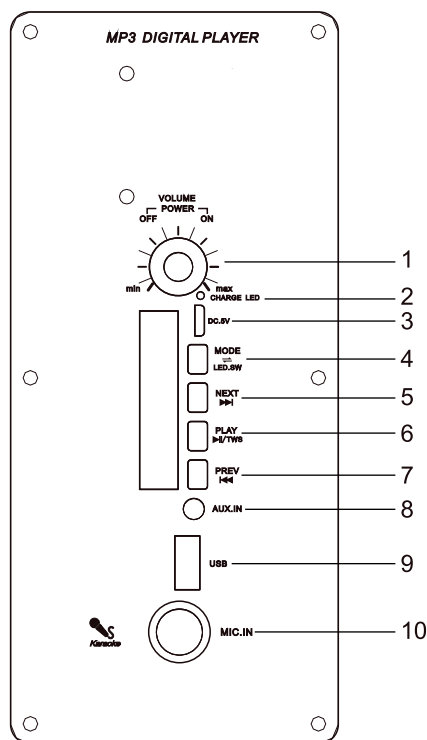 MP3 DIGITAL PLAYER
VOLUME
POWER
OFF ON
min max
1
CHARGE LED 2
DC.5V 3
MODE
⇌
LED.SW
4
NEXT
▶▶|
5
PLAY
▶||/TWS
6
PREV
|◀◀
7
AUX.IN 8
USB 9
S
Karaoke
MIC.IN 10